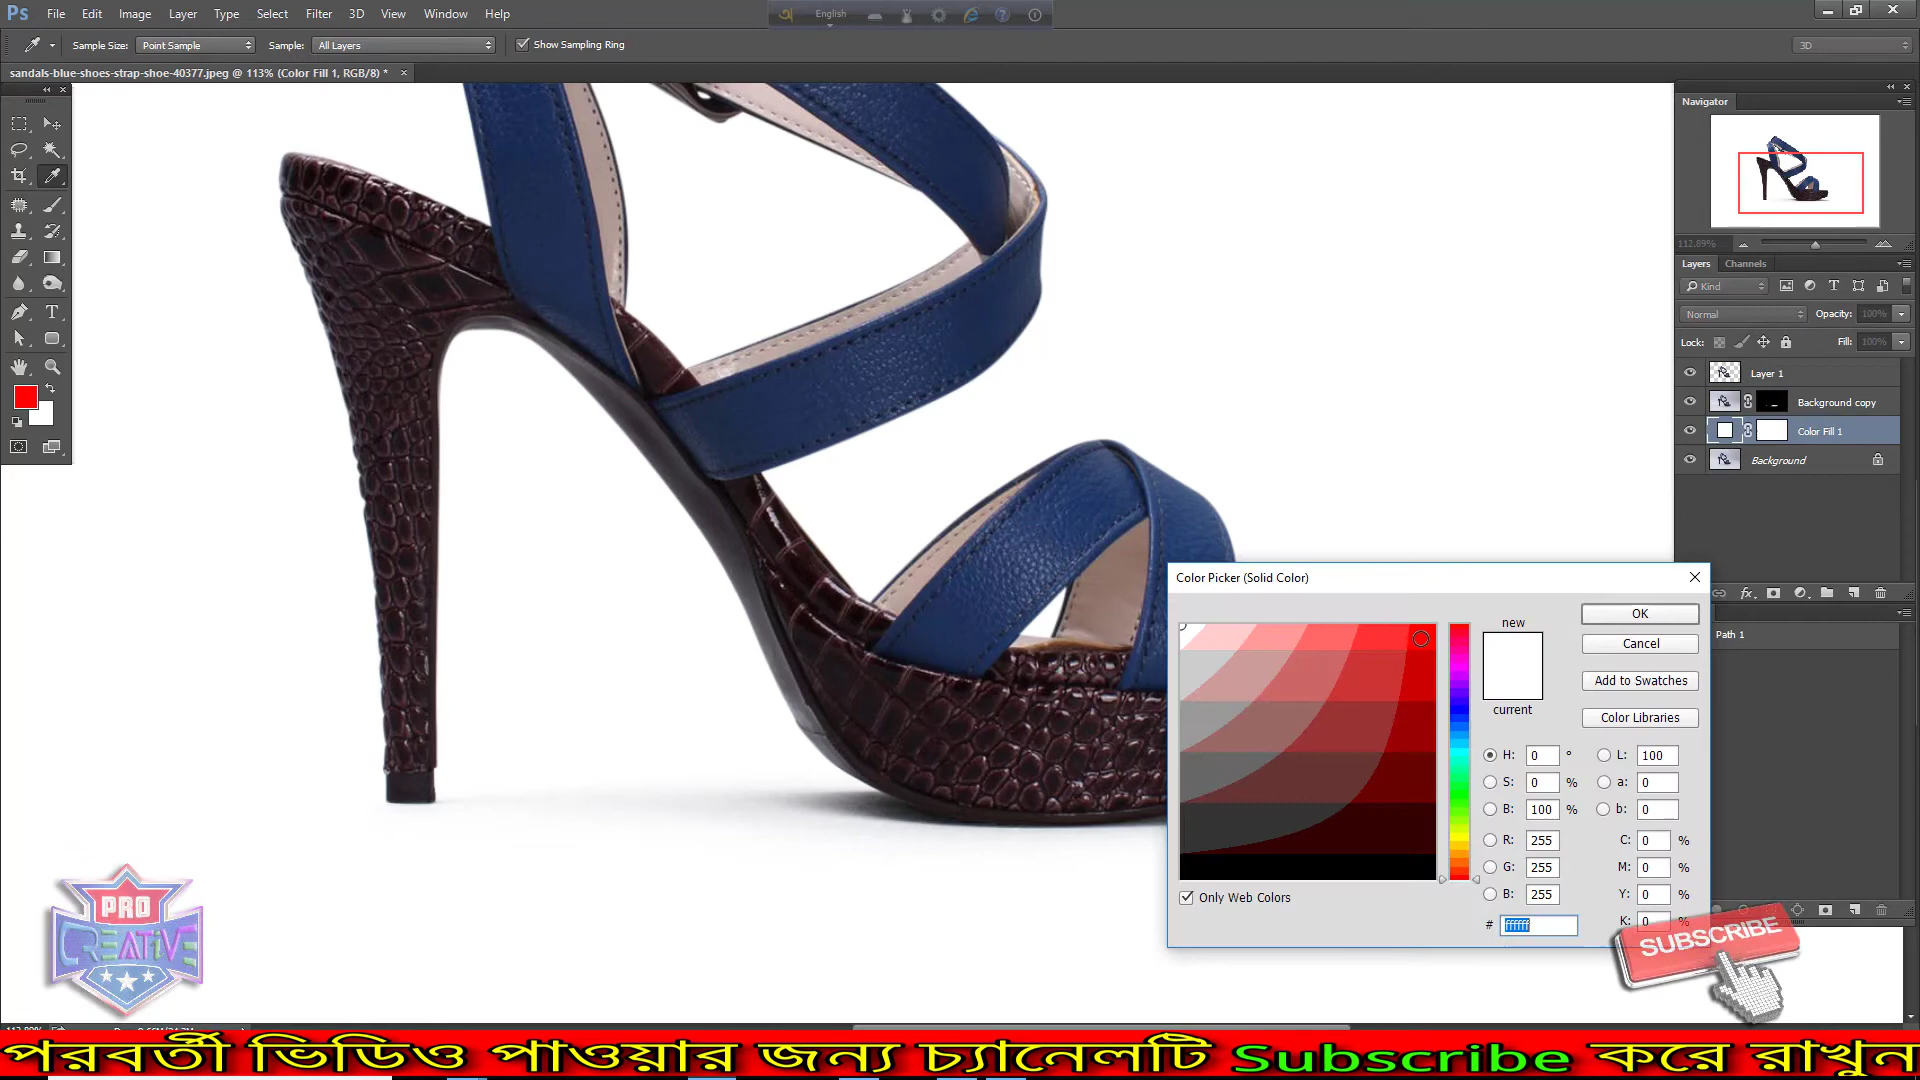 Ps File Edit Image Layer Type Select Filter 3D View Window Help
English
Sample Size: Point Sample Sample: All Layers Show Sampling Ring 3D
sandals-blue-shoes-strap-shoe-40377.jpeg @ 113% (Color Fill 1, RGB/8) *
Navigator
112.89%
Layers Channels
Kind
Normal Opacity: 100%
Lock: Fill: 100%
Layer 1
Background copy
Color Fill 1
Background
Path 1
Color Picker (Solid Color)
new
current
OK
Cancel
Add to Swatches
Color Libraries
H: 0 ° L: 100
S: 0 % a: 0
B: 100 % b: 0
R: 255 C: 0 %
G: 255 M: 0 %
B: 255 Y: 0 %
# ffffff K: 0 %
Only Web Colors
PRO
CREATIVE
SUBSCRIBE
পরবর্তী ভিডিও পাওয়ার জন্য চ্যানেলটি Subscribe করে রাখুন